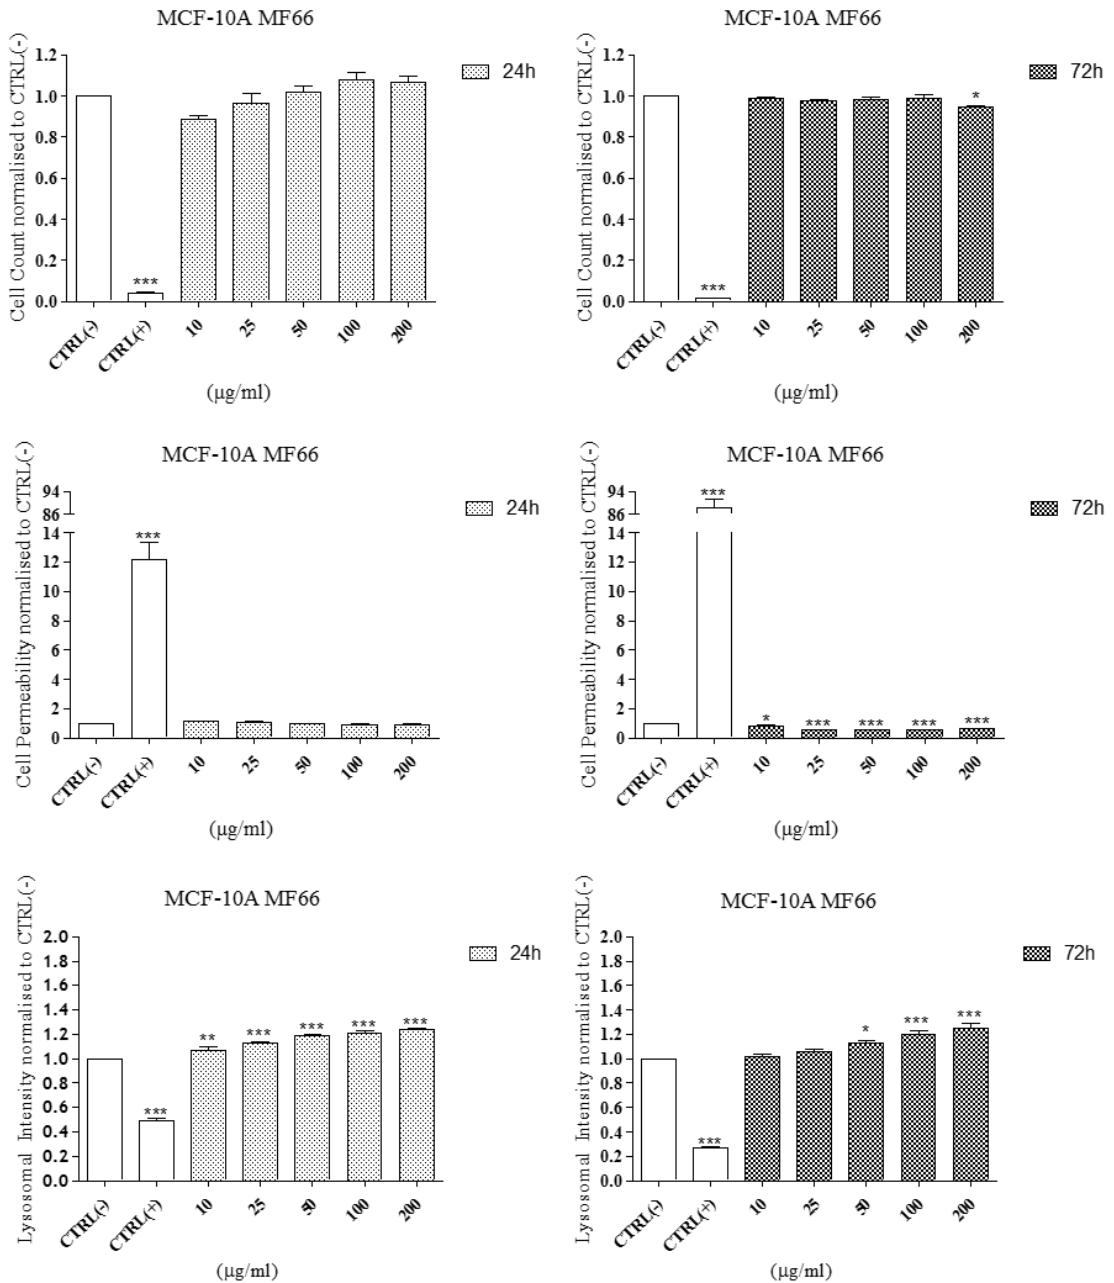 MCF-10A MF66
Cell Count normalised to CTRL(-)
1.2
1.0
0.8
0.6
0.4
0.2
0.0
***
CTRL(-) CTRL(+) 10 25 50 100 200
(µg/ml)
24h
MCF-10A MF66
Cell Count normalised to CTRL(-)
1.2
1.0
0.8
0.6
0.4
0.2
0.0
*** *
CTRL(-) CTRL(+) 10 25 50 100 200
(µg/ml)
72h
MCF-10A MF66
Cell Permeability normalised to CTRL(-)
94
86
14
12
10
8
6
4
2
0
***
CTRL(-) CTRL(+) 10 25 50 100 200
(µg/ml)
24h
MCF-10A MF66
Cell Permeability normalised to CTRL(-)
94
86
14
12
10
8
6
4
2
0
*** * *** *** *** ***
CTRL(-) CTRL(+) 10 25 50 100 200
(µg/ml)
72h
MCF-10A MF66
Lysosomal Intensity normalised to CTRL(-)
2.0
1.8
1.6
1.4
1.2
1.0
0.8
0.6
0.4
0.2
0.0
*** ** *** *** *** ***
CTRL(-) CTRL(+) 10 25 50 100 200
(µg/ml)
24h
MCF-10A MF66
Lysosomal Intensity normalised to CTRL(-)
2.0
1.8
1.6
1.4
1.2
1.0
0.8
0.6
0.4
0.2
0.0
*** * *** ***
CTRL(-) CTRL(+) 10 25 50 100 200
(µg/ml)
72h